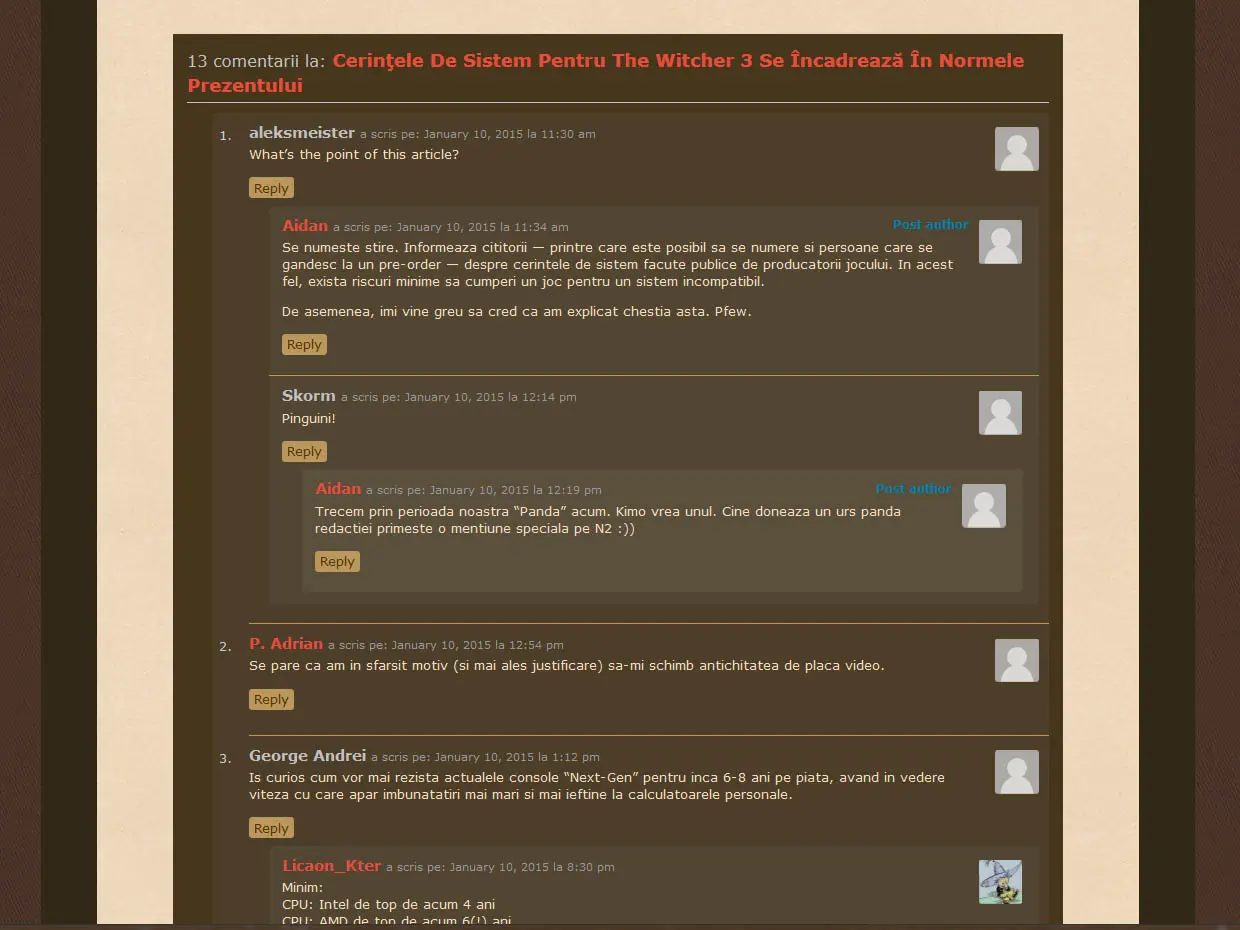 13 comentarii la: Cerinţele De Sistem Pentru The Witcher 3 Se Încadrează În Normele
Prezentului
1. aleksmeister a scris pe: January 10, 2015 la 11:30 am
What's the point of this article?
Reply
Aidan a scris pe: January 10, 2015 la 11:34 am Post author
Se numeste stire. Informeaza cititorii — printre care este posibil sa se numere si persoane care se
gandesc la un pre-order — despre cerintele de sistem facute publice de producatorii jocului. In acest
fel, exista riscuri minime sa cumperi un joc pentru un sistem incompatibil.
De asemenea, imi vine greu sa cred ca am explicat chestia asta. Pfew.
Reply
Skorm a scris pe: January 10, 2015 la 12:14 pm
Pinguini!
Reply
Aidan a scris pe: January 10, 2015 la 12:19 pm Post author
Trecem prin perioada noastra “Panda” acum. Kimo vrea unul. Cine doneaza un urs panda
redactiei primeste o mentiune speciala pe N2 :))
Reply
2. P. Adrian a scris pe: January 10, 2015 la 12:54 pm
Se pare ca am in sfarsit motiv (si mai ales justificare) sa-mi schimb antichitatea de placa video.
Reply
3. George Andrei a scris pe: January 10, 2015 la 1:12 pm
Is curios cum vor mai rezista actualele console “Next-Gen” pentru inca 6-8 ani pe piata, avand in vedere
viteza cu care apar imbunatatiri mai mari si mai ieftine la calculatoarele personale.
Reply
Licaon_Kter a scris pe: January 10, 2015 la 8:30 pm
Minim:
CPU: Intel de top de acum 4 ani
CPU: AMD de top de acum 6(!) ani